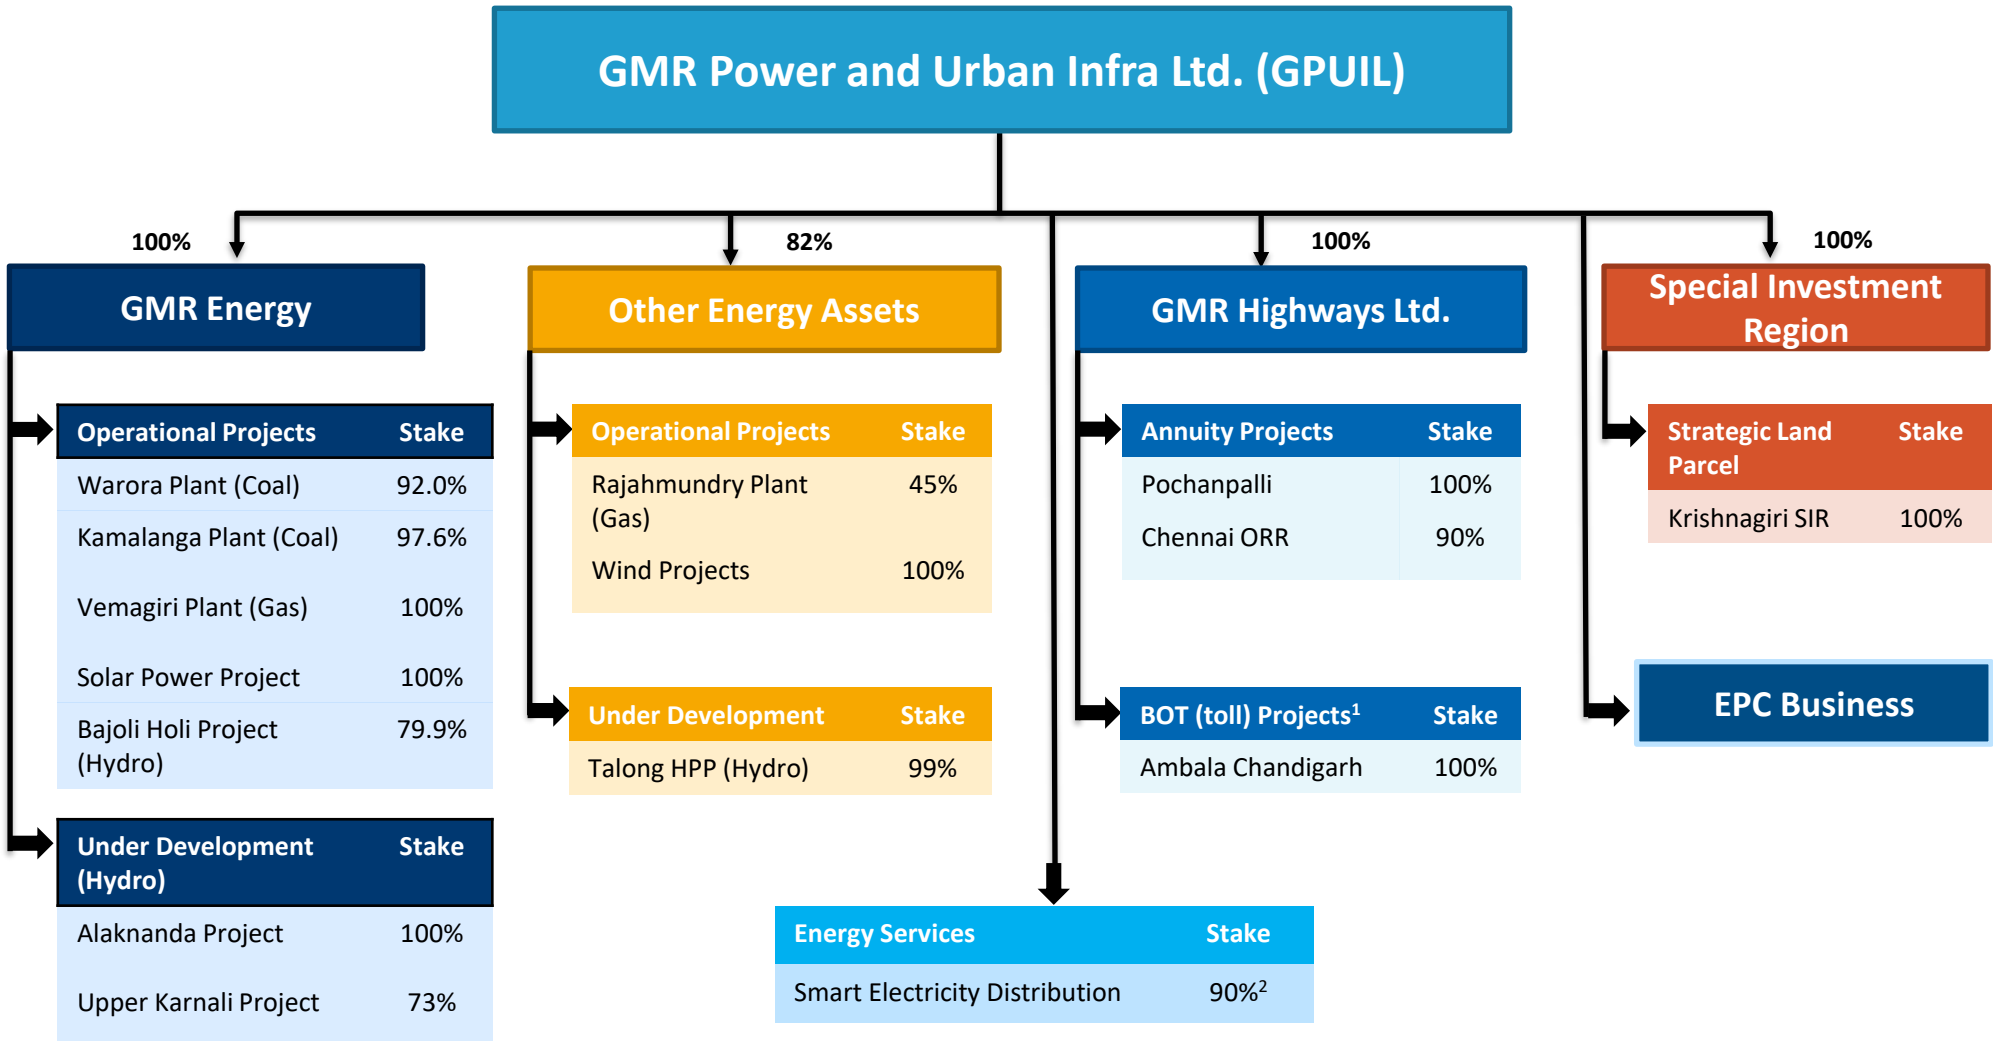 GMR Power and Urban Infra Ltd. (GPUIL)
100%
82%
100%
100%
GMR Energy
Operational Projects Stake
Warora Plant (Coal) 92.0%
Kamalanga Plant (Coal) 97.6%
Vemagiri Plant (Gas) 100%
Solar Power Project 100%
Bajoli Holi Project 79.9%
(Hydro)
Under Development Stake
(Hydro)
Alaknanda Project 100%
Upper Karnali Project 73%
Other Energy Assets
Operational Projects Stake
Rajahmundry Plant 45%
(Gas)
Wind Projects 100%
Under Development Stake
Talong HPP (Hydro) 99%
Energy Services Stake
Smart Electricity Distribution 90%²
GMR Highways Ltd.
Annuity Projects Stake
Pochanpalli 100%
Chennai ORR 90%
BOT (toll) Projects¹ Stake
Ambala Chandigarh 100%
Special Investment
Region
Strategic Land Stake
Parcel
Krishnagiri SIR 100%
EPC Business